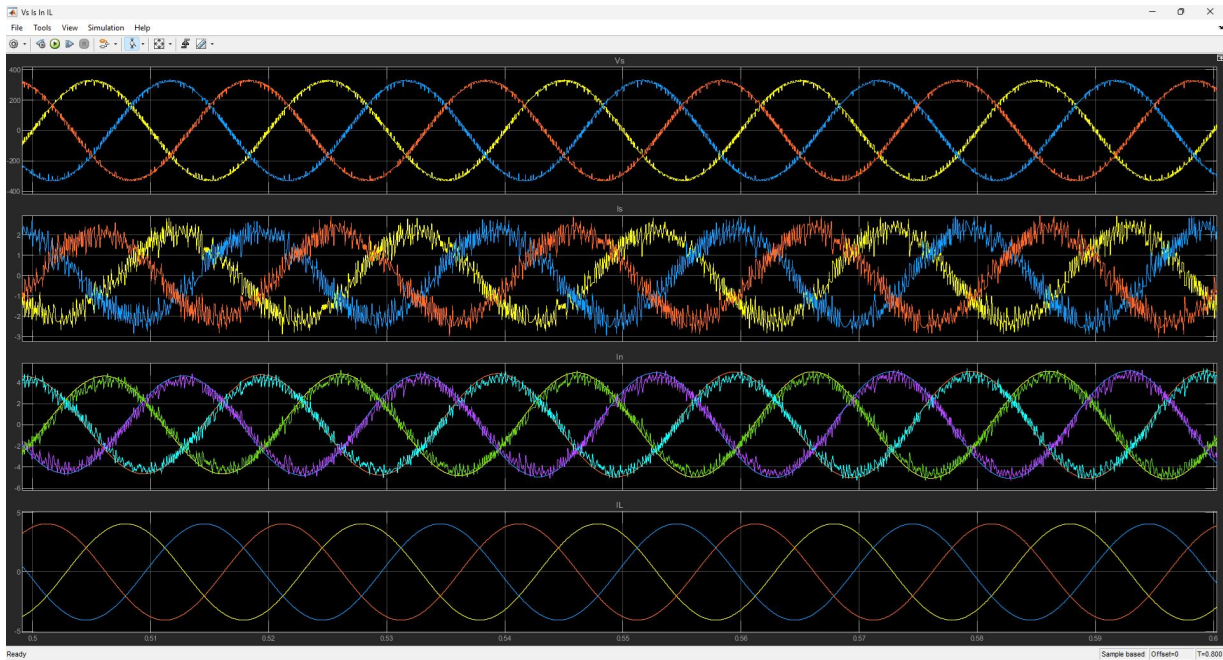 Vs Is In IL
File Tools View Simulation Help
Vs
400
200
0
-200
-400
Is
2
1
0
-1
-2
-3
In
4
2
0
-2
-4
-6
IL
5
0
-5
0.5 0.51 0.52 0.53 0.54 0.55 0.56 0.57 0.58 0.59 0.6
Ready
Sample based Offset=0 T=0.800